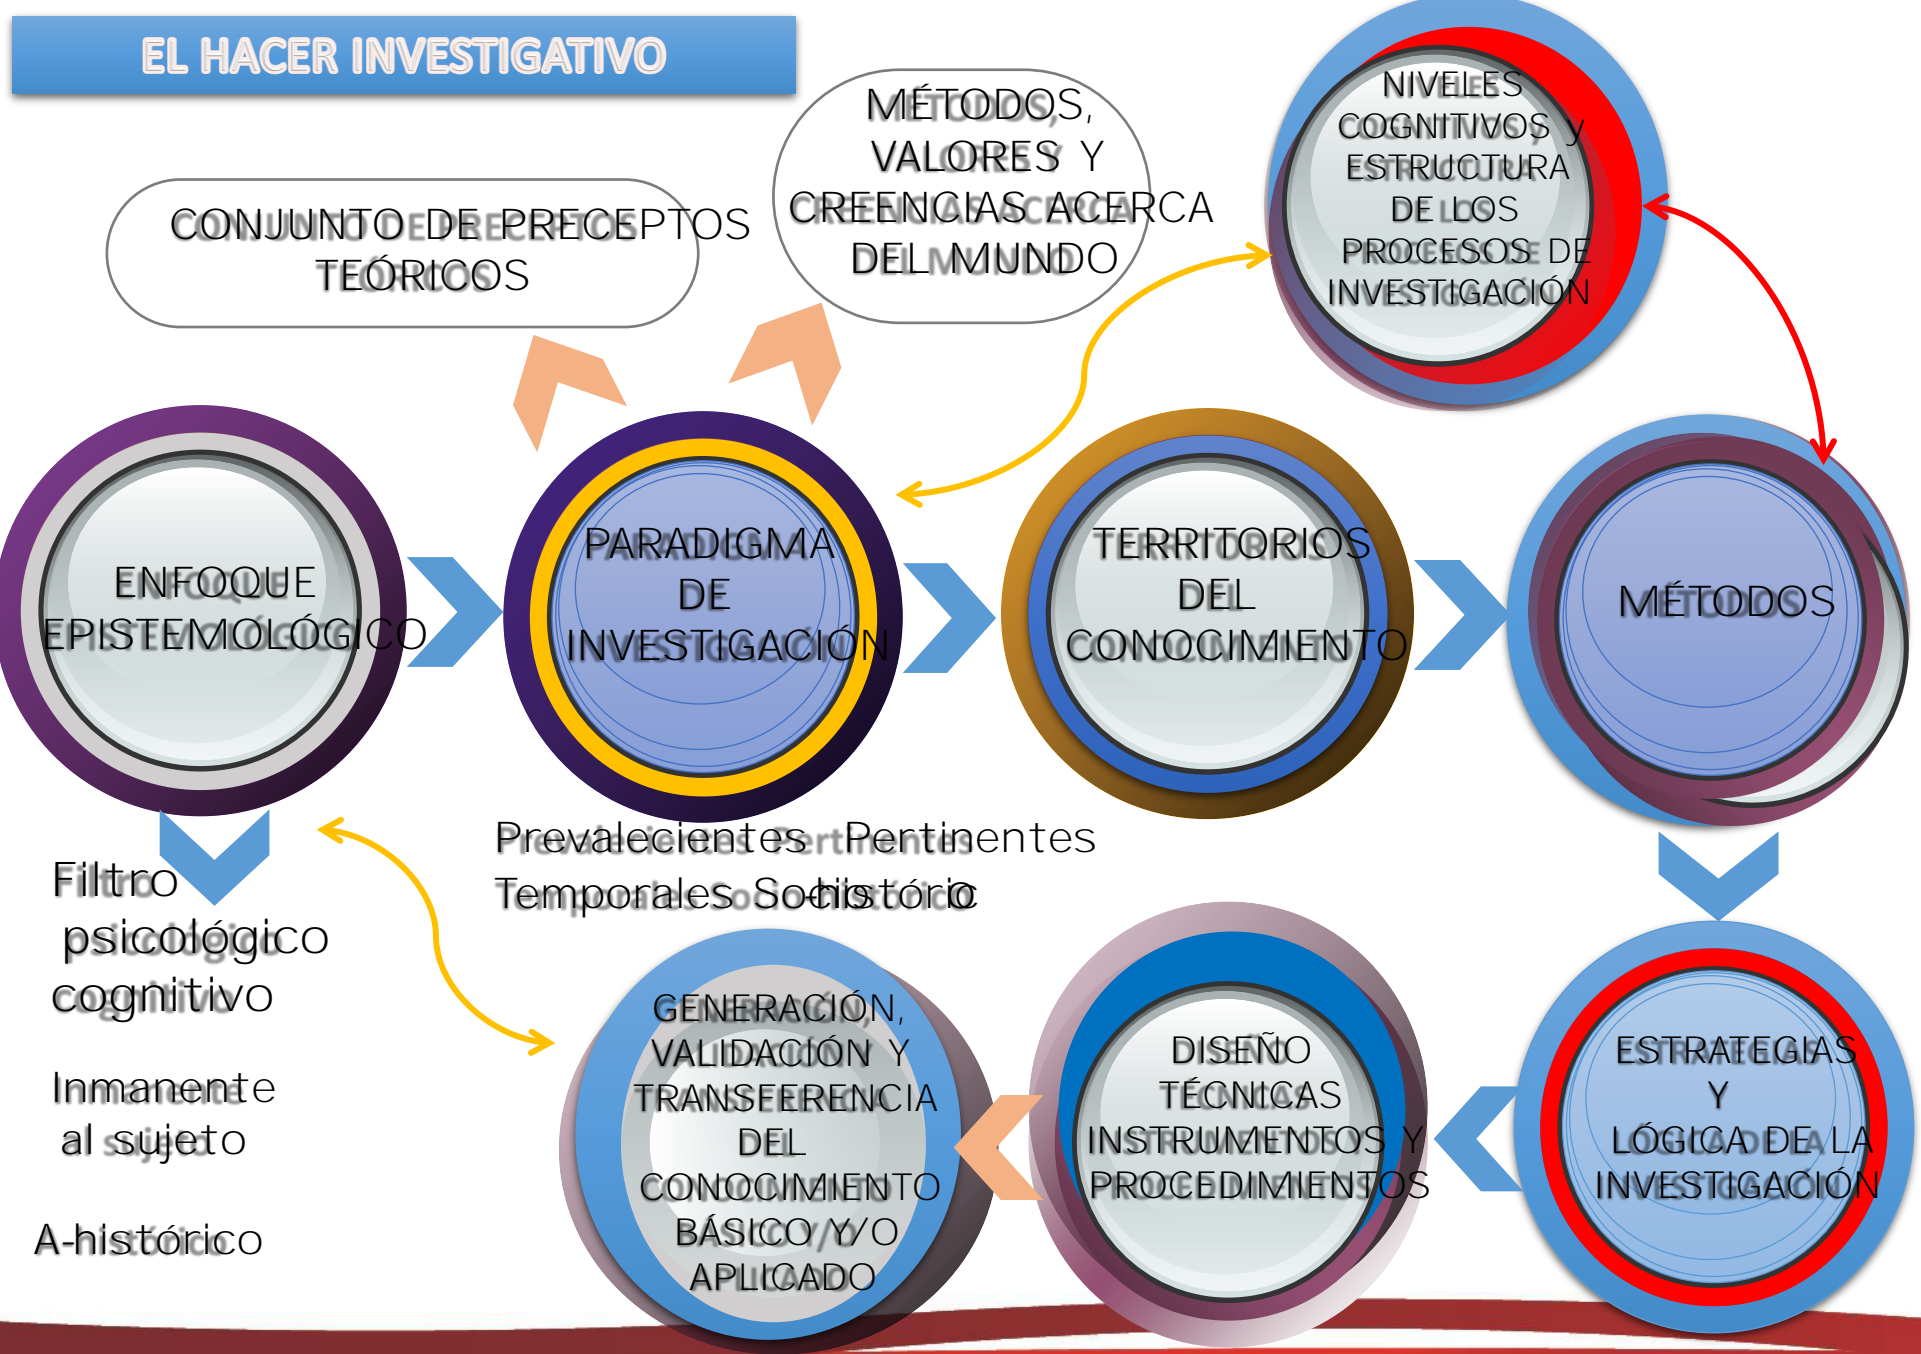 EL HACER INVESTIGATIVO
CONJUNTO DE PRECEPTOS
TEÓRICOS
MÉTODOS,
VALORES Y
CREENCIAS ACERCA
DEL MUNDO
NIVELES
COGNITIVOS y
ESTRUCTURA
DE LOS
PROCESOS DE
INVESTIGACIÓN
ENFOQUE
EPISTEMOLÓGICO
PARADIGMA
DE
INVESTIGACIÓN
TERRITORIOS
DEL
CONOCIMIENTO
MÉTODOS
Filtro
psicológico
cognitivo
Inmanente
al sujeto
A-histórico
Prevalecientes Pertinentes
Temporales Socio-histórico
GENERACIÓN,
VALIDACIÓN Y
TRANSFERENCIA
DEL
CONOCIMIENTO
BÁSICO Y/O
APLICADO
DISEÑO
TÉCNICAS
INSTRUMENTOS Y
PROCEDIMIENTOS
ESTRATEGIAS
Y
LÓGICA DE LA
INVESTIGACIÓN